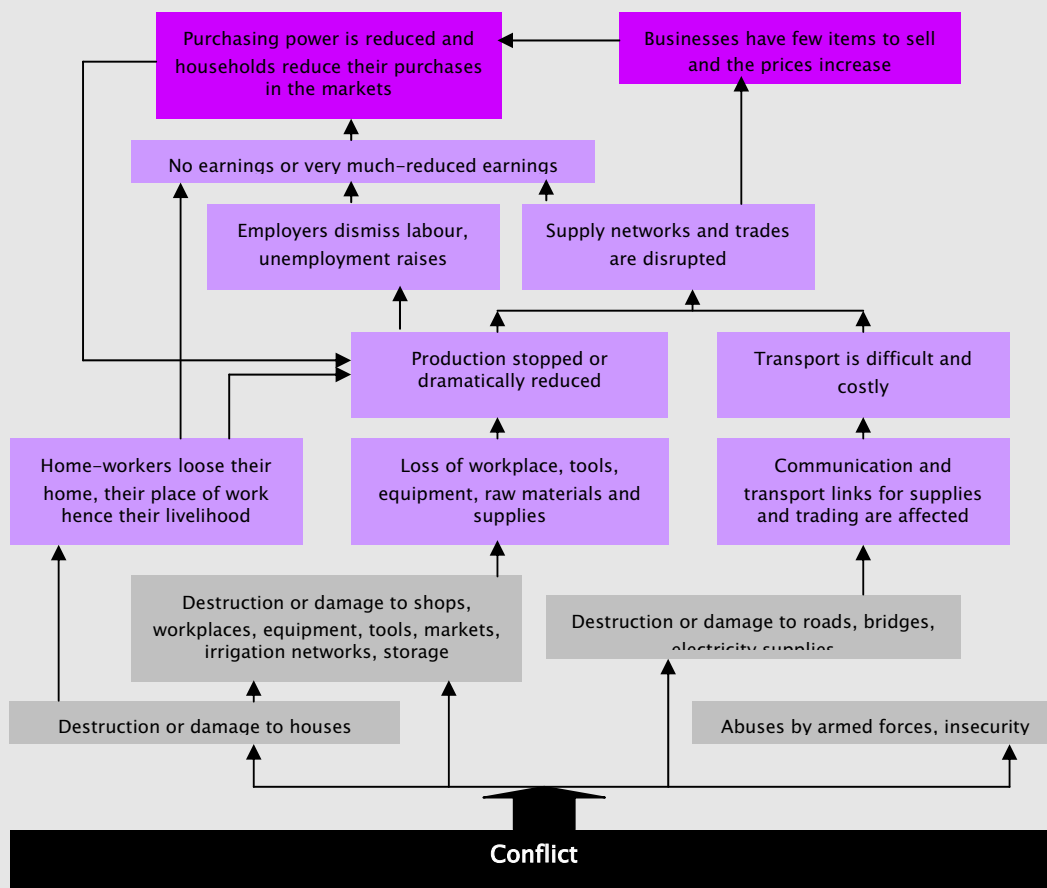 Purchasing power is reduced and
households reduce their purchases
in the markets
Businesses have few items to sell
and the prices increase
No earnings or very much-reduced earnings
Employers dismiss labour,
unemployment raises
Supply networks and trades
are disrupted
Production stopped or
dramatically reduced
Transport is difficult and
costly
Home-workers loose their
home, their place of work
hence their livelihood
Loss of workplace, tools,
equipment, raw materials and
supplies
Communication and
transport links for supplies
and trading are affected
Destruction or damage to shops,
workplaces, equipment, tools, markets,
irrigation networks, storage
Destruction or damage to roads, bridges,
electricity supplies
Destruction or damage to houses
Abuses by armed forces, insecurity
Conflict